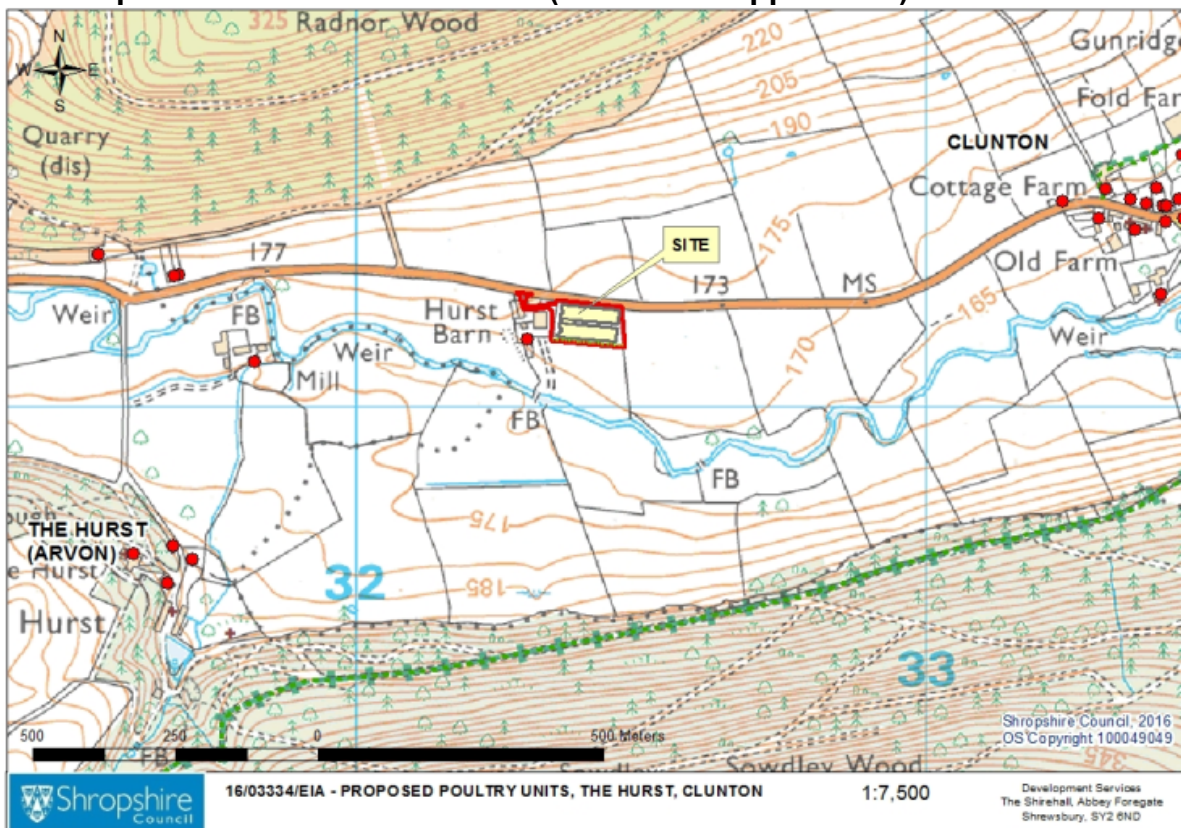 325
Radnor Wood
220
Gunridge
N
W E
S
205
Fold Far
190
Quarry
(dis)
CLUNTON
Cottage Farm
SITE
175
177
173
MS
Old Farm
165
Weir
FB
Hurst
Barn
Weir
170
Weir
Mill
FB
FB
175
THE HURST
(ARVON)
e Hurst
32
185
Hurst
33
Shropshire Council, 2016
OS Copyright 100049049
500 250 0 500 Meters
FB
Sowdley Wood
345
Shropshire
Council
16/03334/EIA - PROPOSED POULTRY UNITS, THE HURST, CLUNTON
1:7,500
Development Services
The Shirehall, Abbey Foregate
Shrewsbury, SY2 6ND